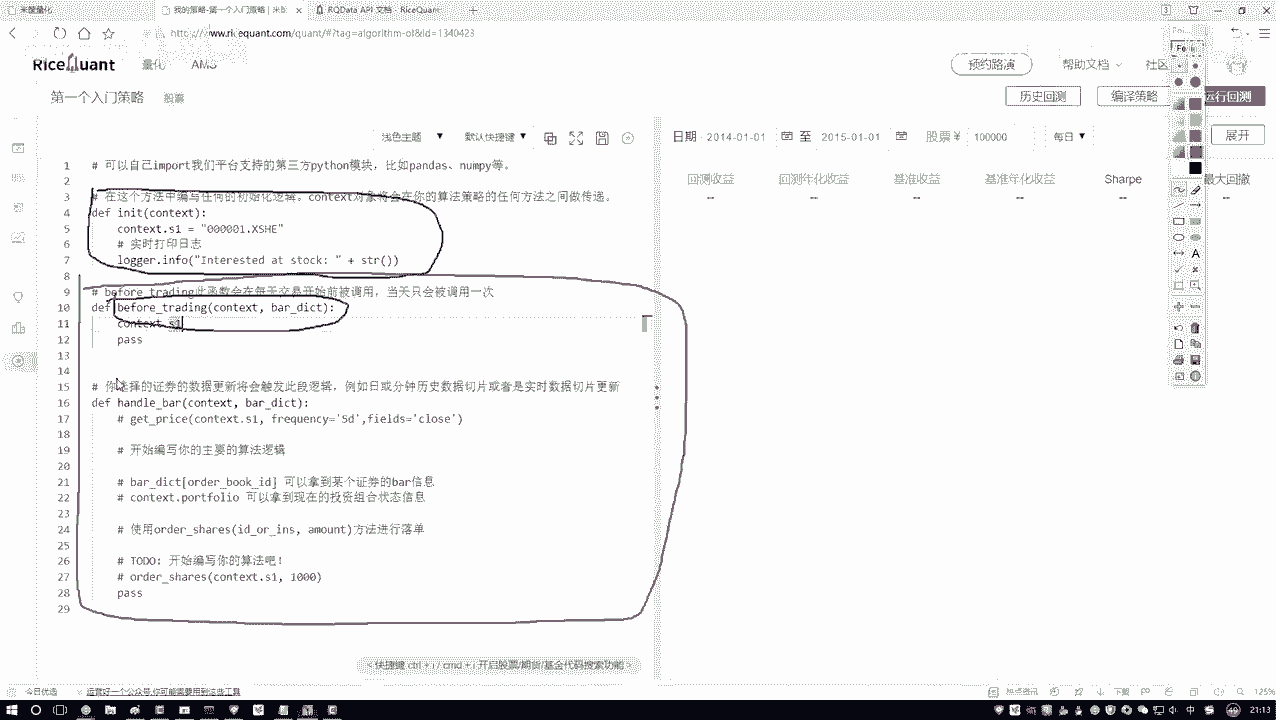 米筐量化
我的策略-第一个入门策略 | 米筐
RQData API 文档 - RiceQuant
www.ricequant.com/quant/#?tag=algorithm-ol&id=1340423
RiceQuant
量化
AMS
预约路演
帮助文档
社区
第一个入门策略
股票
历史回测
编译策略
运行回测
浅色主题
默认快捷键
日期 2014-01-01 至 2015-01-01 股票 ¥ 100000 每日
展开
回测收益 回测年化收益 基准收益 基准年化收益 Sharpe 最大回撤
-- -- -- -- -- --
1 # 可以自己import我们平台支持的第三方python模块，比如pandas、numpy等。
2
3 # 在这个方法中编写任何的初始化逻辑。context对象将会在你的算法策略的任何方法之间做传递。
4 def init(context):
5 context.s1 = "000001.XSHE"
6 # 实时打印日志
7 logger.info("Interested at stock: " + str())
8
9 # before_trading此函数会在每天交易开始前被调用，当天只会被调用一次
10 def before_trading(context, bar_dict):
11 context.s1
12 pass
13
14
15 # 你选择的证券的数据更新将会触发此段逻辑，例如日或分钟历史数据切片或者是实时数据切片更新
16 def handle_bar(context, bar_dict):
17 # get_price(context.s1, frequency='5d',fields='close')
18
19 # 开始编写你的主要的算法逻辑
20
21 # bar_dict[order_book_id] 可以拿到某个证券的bar信息
22 # context.portfolio 可以拿到现在的投资组合状态信息
23
24 # 使用order_shares(id_or_ins, amount)方法进行落单
25
26 # TODO: 开始编写你的算法吧！
27 # order_shares(context.s1, 1000)
28 pass
29
快捷键 ctrl + i / cmd + i 开启股票/期货/基金代码搜索功能
今日优选
运营好一个公众号,你可能需要用到这些工具
热点资讯
下载
125%
中
21:13